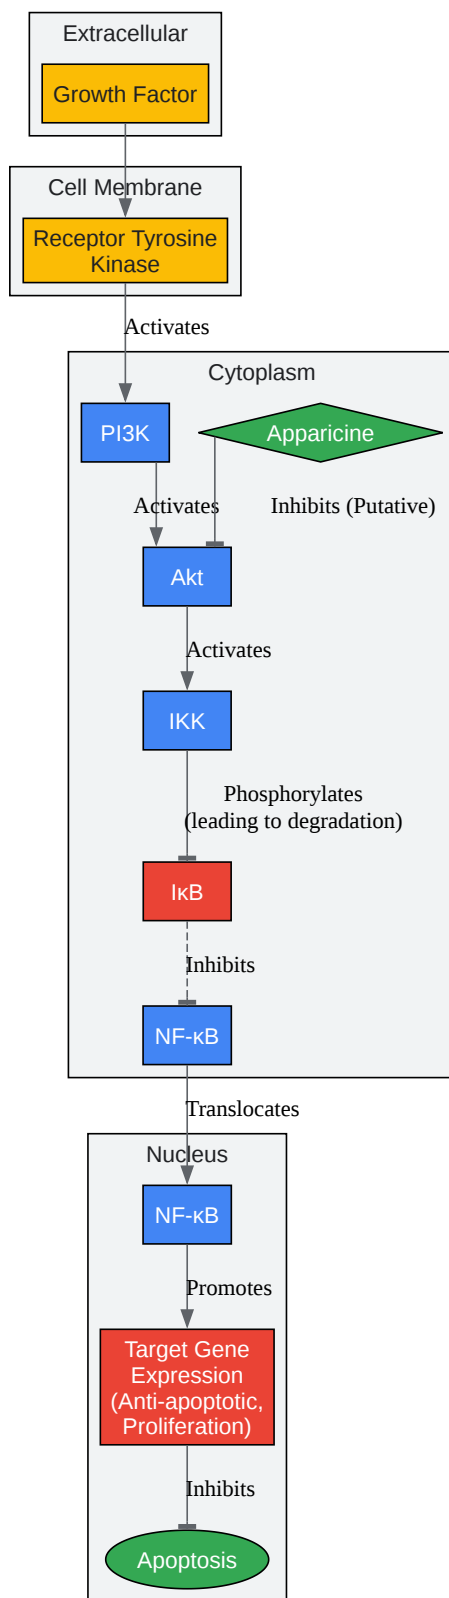 Extracellular
Growth Factor
Cell Membrane
Receptor Tyrosine
Kinase
Activates
Cytoplasm
PI3K
Apparicine
Activates
Inhibits (Putative)
Akt
Activates
IKK
Phosphorylates
(leading to degradation)
IκB
Inhibits
NF-κB
Translocates
Nucleus
NF-κB
Promotes
Target Gene
Expression
(Anti-apoptotic,
Proliferation)
Inhibits
Apoptosis